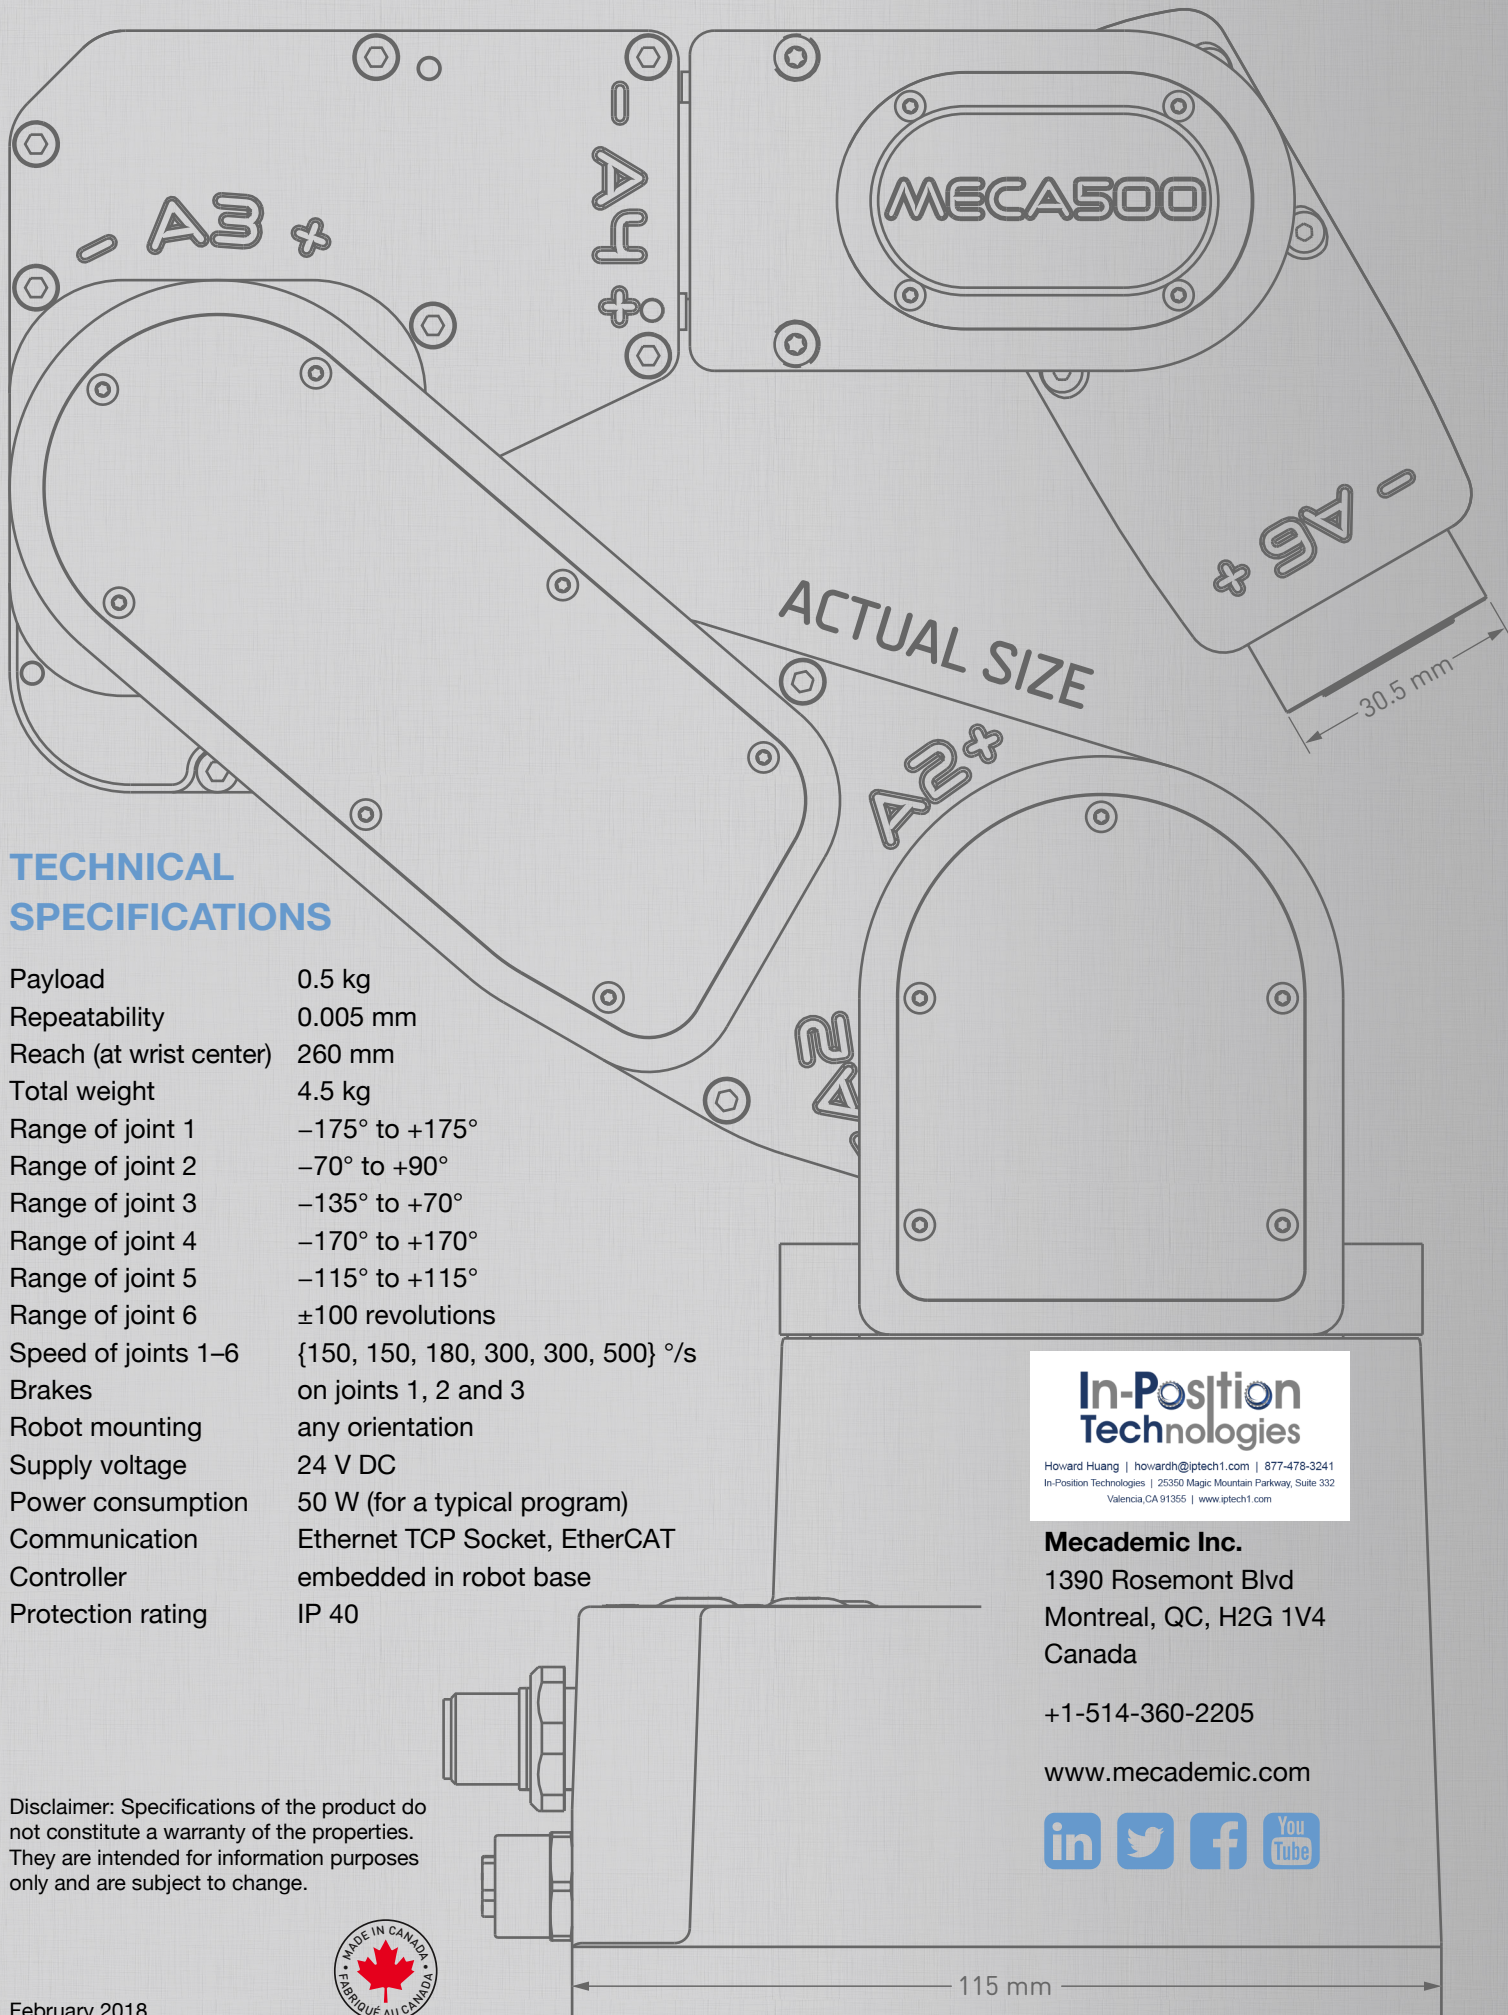 – A3 +
– A4 +
MECA500
– A6 +
ACTUAL SIZE
30.5 mm
A2+
A2
TECHNICAL
SPECIFICATIONS
Payload 0.5 kg
Repeatability 0.005 mm
Reach (at wrist center) 260 mm
Total weight 4.5 kg
Range of joint 1 –175° to +175°
Range of joint 2 –70° to +90°
Range of joint 3 –135° to +70°
Range of joint 4 –170° to +170°
Range of joint 5 –115° to +115°
Range of joint 6 ±100 revolutions
Speed of joints 1–6 {150, 150, 180, 300, 300, 500} °/s
Brakes on joints 1, 2 and 3
Robot mounting any orientation
Supply voltage 24 V DC
Power consumption 50 W (for a typical program)
Communication Ethernet TCP Socket, EtherCAT
Controller embedded in robot base
Protection rating IP 40
In-Position
Technologies
Howard Huang | howardh@iptech1.com | 877-478-3241
In-Position Technologies | 25350 Magic Mountain Parkway, Suite 332
Valencia,CA 91355 | www.iptech1.com
Mecademic Inc.
1390 Rosemont Blvd
Montreal, QC, H2G 1V4
Canada
+1-514-360-2205
www.mecademic.com
in
f
You
Tube
Disclaimer: Specifications of the product do
not constitute a warranty of the properties.
They are intended for information purposes
only and are subject to change.
• MADE IN CANADA •
FABRIQUÉ AU CANADA
115 mm
February 2018